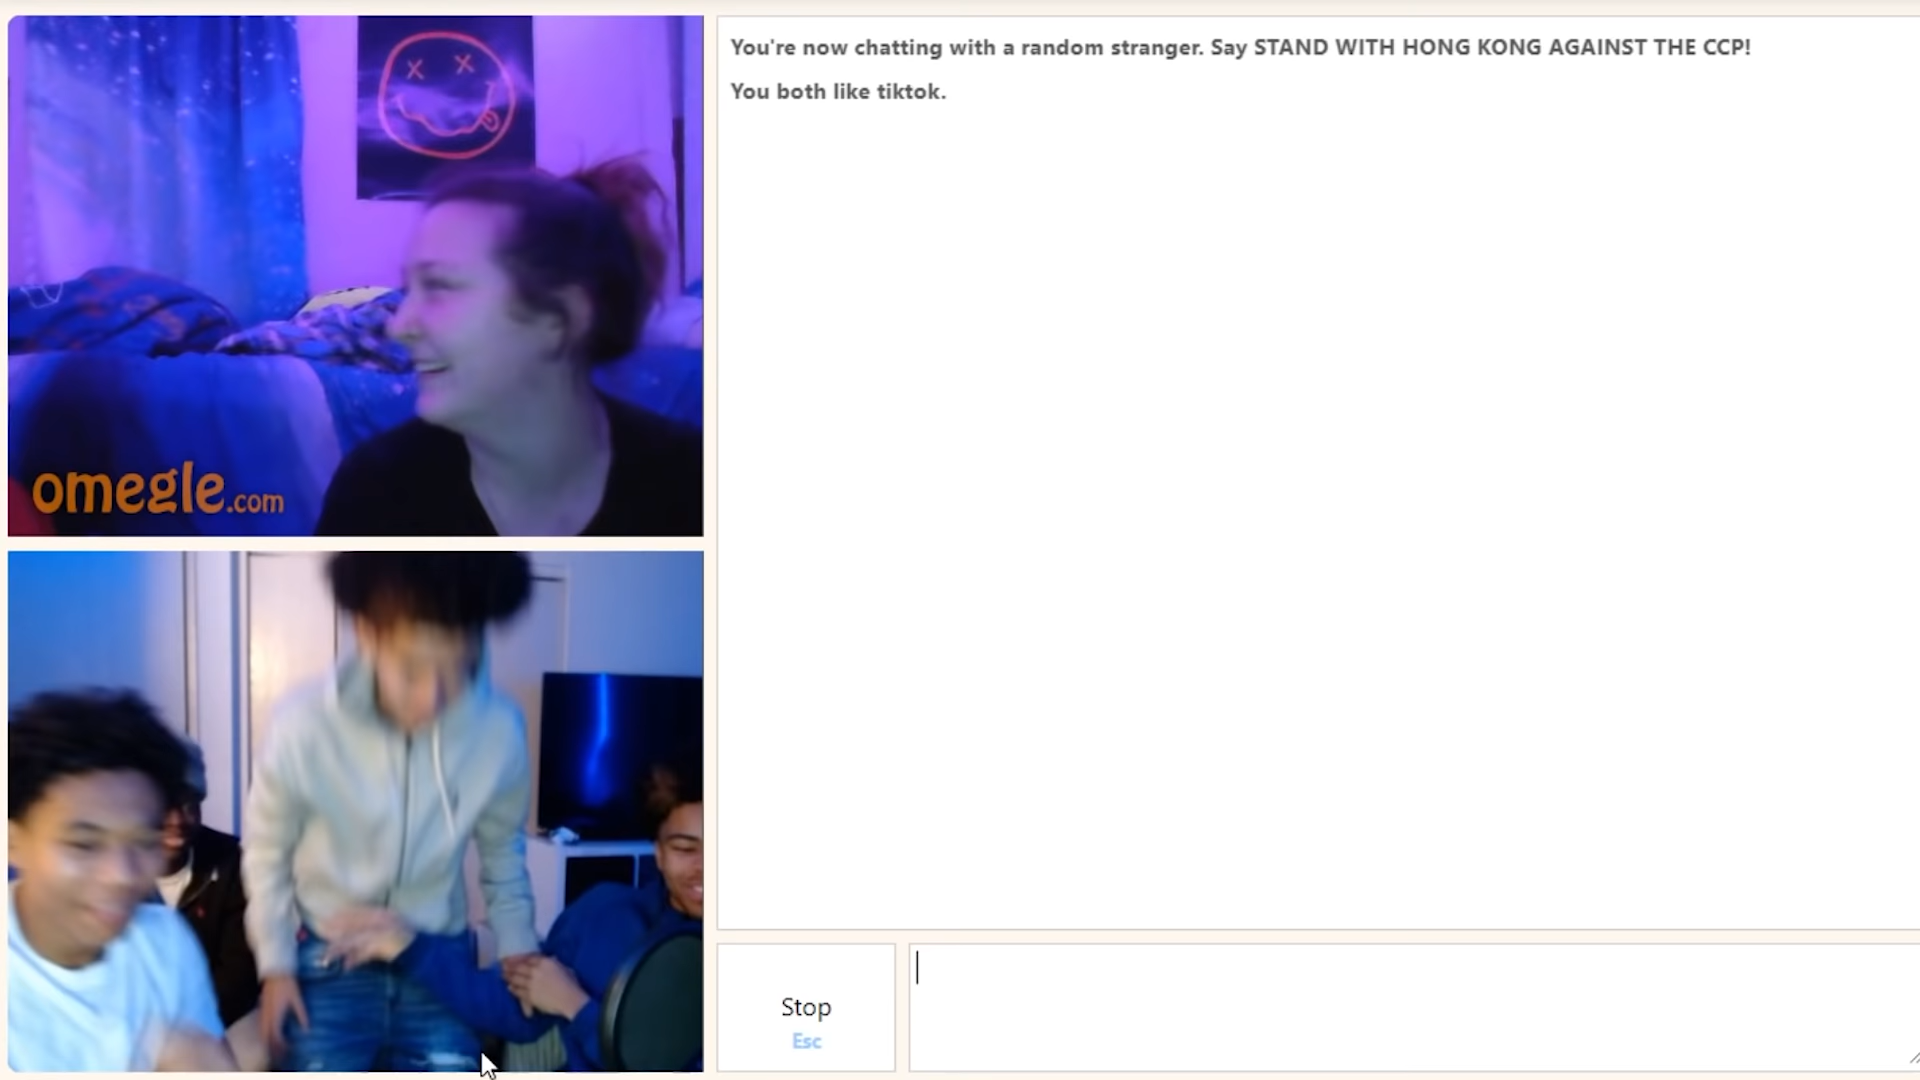 You're now chatting with a random stranger. Say STAND WITH HONG KONG AGAINST THE CCP!
You both like tiktok.
omegle.com
Stop
Esc